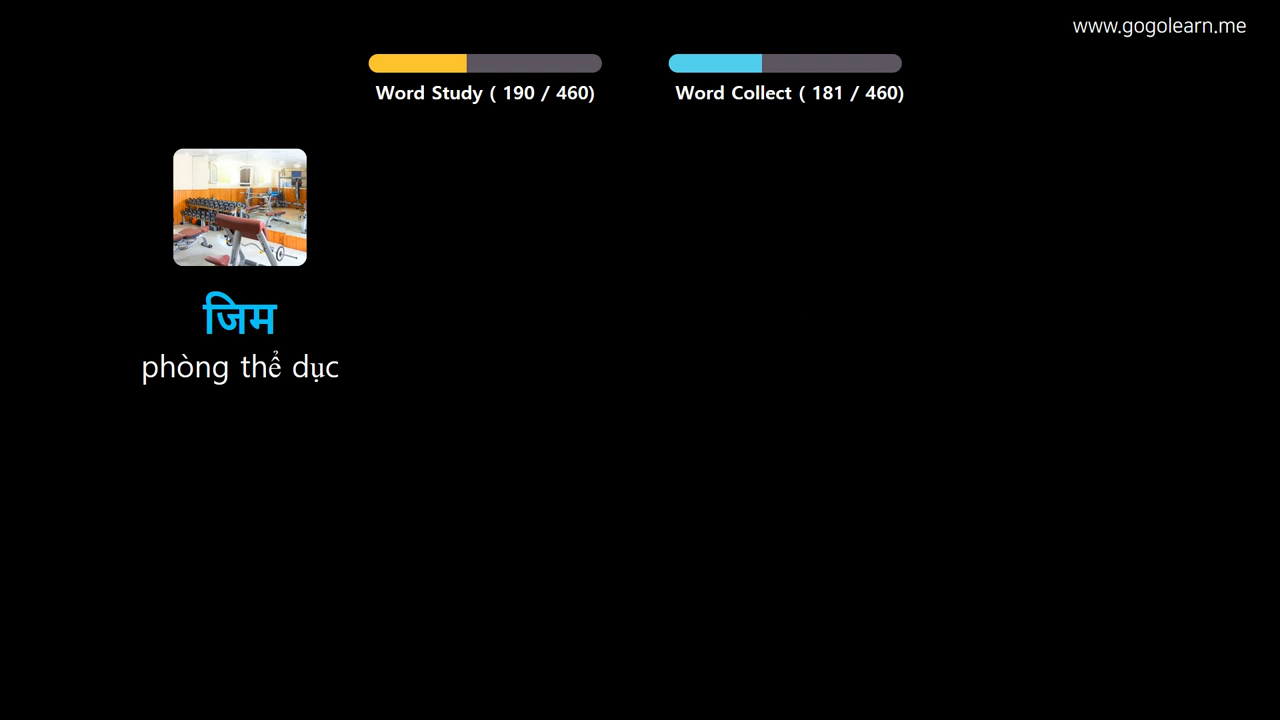 www.gogolearn.me
Word Study ( 190 / 460)
Word Collect ( 181 / 460)
जिम
phòng thể dục